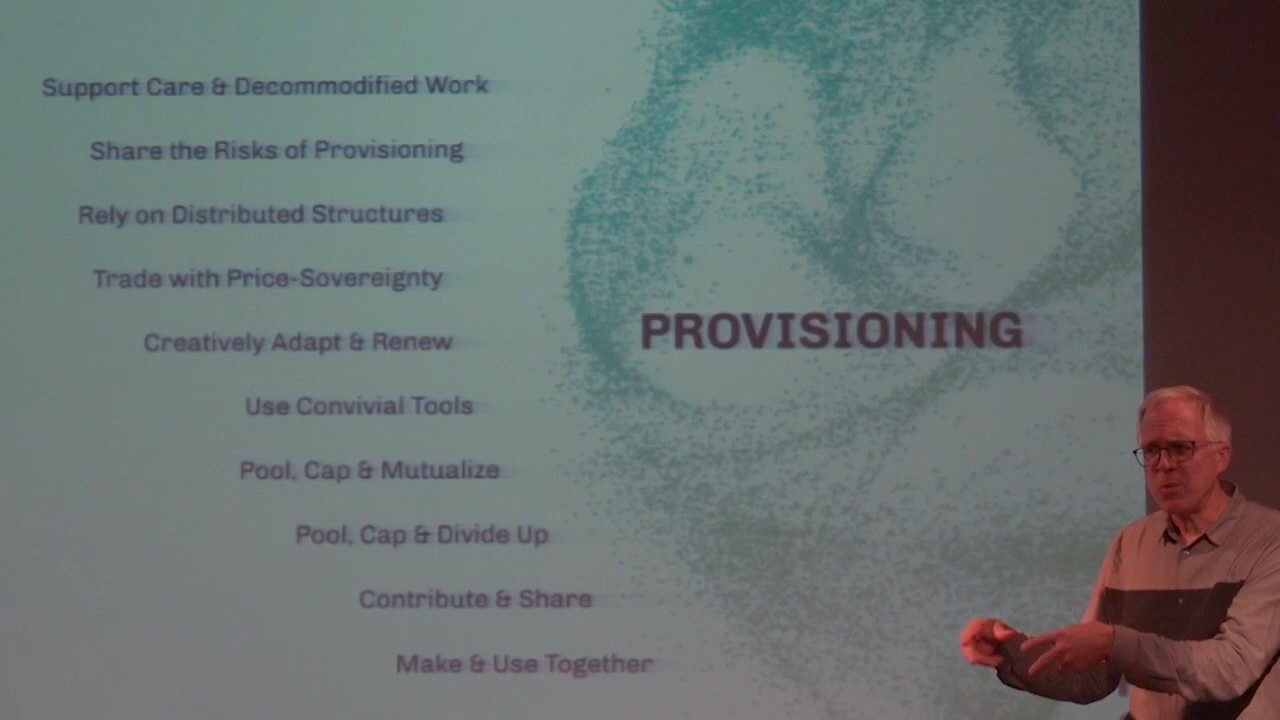 Support Care & Decommodified Work
Share the Risks of Provisioning
Rely on Distributed Structures
Trade with Price-Sovereignty
Creatively Adapt & Renew
Use Convivial Tools
Pool, Cap & Mutualize
Pool, Cap & Divide Up
Contribute & Share
Make & Use Together
PROVISIONING